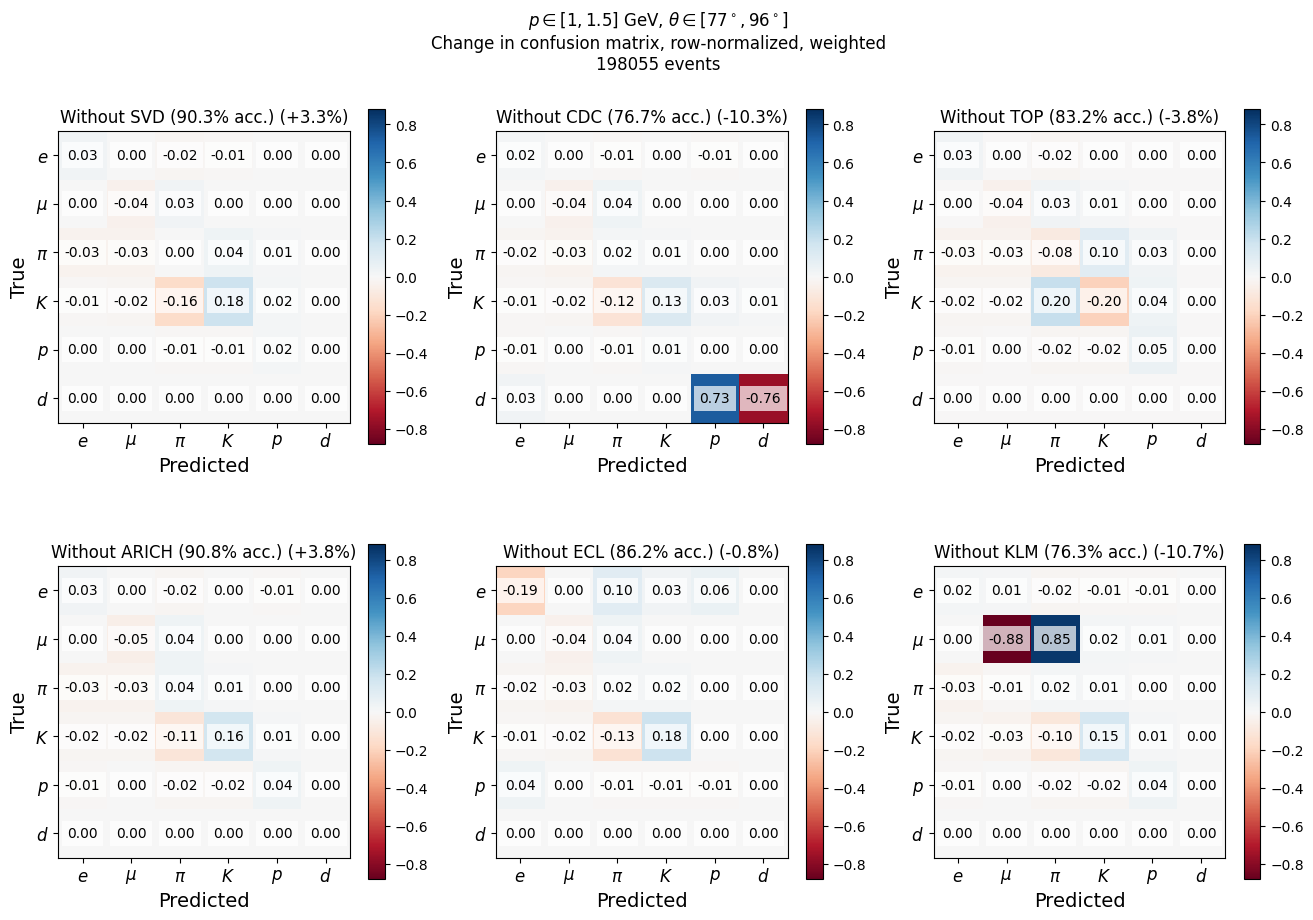 p ∈ [1, 1.5] GeV, θ ∈ [77°, 96°]
Change in confusion matrix, row-normalized, weighted
198055 events
Without SVD (90.3% acc.) (+3.3%)
e 0.03 0.00 -0.02 -0.01 0.00 0.00
μ 0.00 -0.04 0.03 0.00 0.00 0.00
π -0.03 -0.03 0.00 0.04 0.01 0.00
K -0.01 -0.02 -0.16 0.18 0.02 0.00
p 0.00 0.00 -0.01 -0.01 0.02 0.00
d 0.00 0.00 0.00 0.00 0.00 0.00
e μ π K p d
True
Predicted
0.8
0.6
0.4
0.2
0.0
−0.2
−0.4
−0.6
−0.8
Without CDC (76.7% acc.) (-10.3%)
e 0.02 0.00 -0.01 0.00 -0.01 0.00
μ 0.00 -0.04 0.04 0.00 0.00 0.00
π -0.02 -0.03 0.02 0.01 0.00 0.00
K -0.01 -0.02 -0.12 0.13 0.03 0.01
p -0.01 0.00 -0.01 0.01 0.00 0.00
d 0.03 0.00 0.00 0.00 0.73 -0.76
e μ π K p d
True
Predicted
0.8
0.6
0.4
0.2
0.0
−0.2
−0.4
−0.6
−0.8
Without TOP (83.2% acc.) (-3.8%)
e 0.03 0.00 -0.02 0.00 0.00 0.00
μ 0.00 -0.04 0.03 0.01 0.00 0.00
π -0.03 -0.03 -0.08 0.10 0.03 0.00
K -0.02 -0.02 0.20 -0.20 0.04 0.00
p -0.01 0.00 -0.02 -0.02 0.05 0.00
d 0.00 0.00 0.00 0.00 0.00 0.00
e μ π K p d
True
Predicted
0.8
0.6
0.4
0.2
0.0
−0.2
−0.4
−0.6
−0.8
Without ARICH (90.8% acc.) (+3.8%)
e 0.03 0.00 -0.02 0.00 -0.01 0.00
μ 0.00 -0.05 0.04 0.00 0.00 0.00
π -0.03 -0.03 0.04 0.01 0.00 0.00
K -0.02 -0.02 -0.11 0.16 0.01 0.00
p -0.01 0.00 -0.02 -0.02 0.04 0.00
d 0.00 0.00 0.00 0.00 0.00 0.00
e μ π K p d
True
Predicted
0.8
0.6
0.4
0.2
0.0
−0.2
−0.4
−0.6
−0.8
Without ECL (86.2% acc.) (-0.8%)
e -0.19 0.00 0.10 0.03 0.06 0.00
μ 0.00 -0.04 0.04 0.00 0.00 0.00
π -0.02 -0.03 0.02 0.02 0.00 0.00
K -0.01 -0.02 -0.13 0.18 0.00 0.00
p 0.04 0.00 -0.01 -0.01 -0.01 0.00
d 0.00 0.00 0.00 0.00 0.00 0.00
e μ π K p d
True
Predicted
0.8
0.6
0.4
0.2
0.0
−0.2
−0.4
−0.6
−0.8
Without KLM (76.3% acc.) (-10.7%)
e 0.02 0.01 -0.02 -0.01 -0.01 0.00
μ 0.00 -0.88 0.85 0.02 0.01 0.00
π -0.03 -0.01 0.02 0.01 0.00 0.00
K -0.02 -0.03 -0.10 0.15 0.01 0.00
p -0.01 0.00 -0.02 -0.02 0.04 0.00
d 0.00 0.00 0.00 0.00 0.00 0.00
e μ π K p d
True
Predicted
0.8
0.6
0.4
0.2
0.0
−0.2
−0.4
−0.6
−0.8